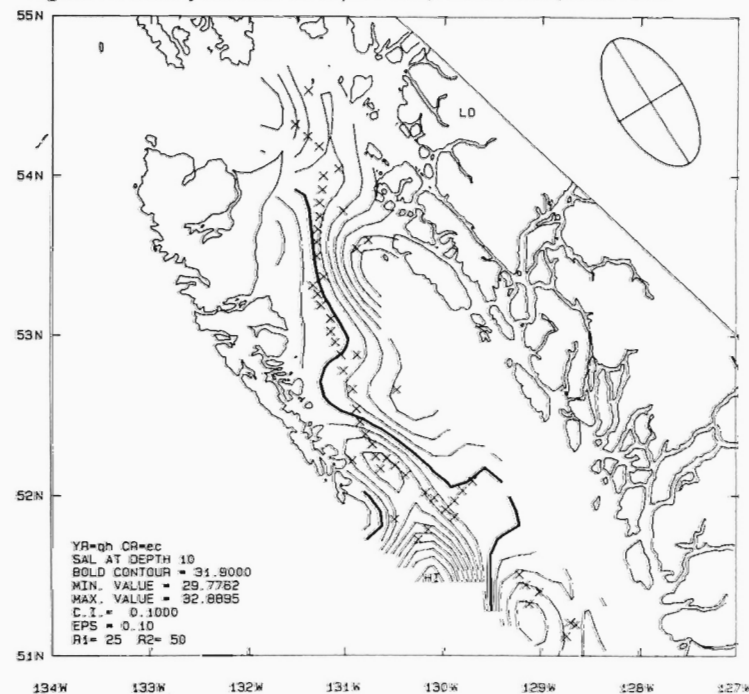 55N
LO
54N
53N
52N
YR=qh CR=ec
SAL AT DEPTH 10
BOLD CONTOUR = 31.8000
MIN. VALUE = 29.7762
MAX. VALUE = 32.8895
C.I.= 0.1000
EPS = 0.10
R1= 25 R2= 50
HI
51N
134W 133W 132W 131W 130W 129W 128W 127W